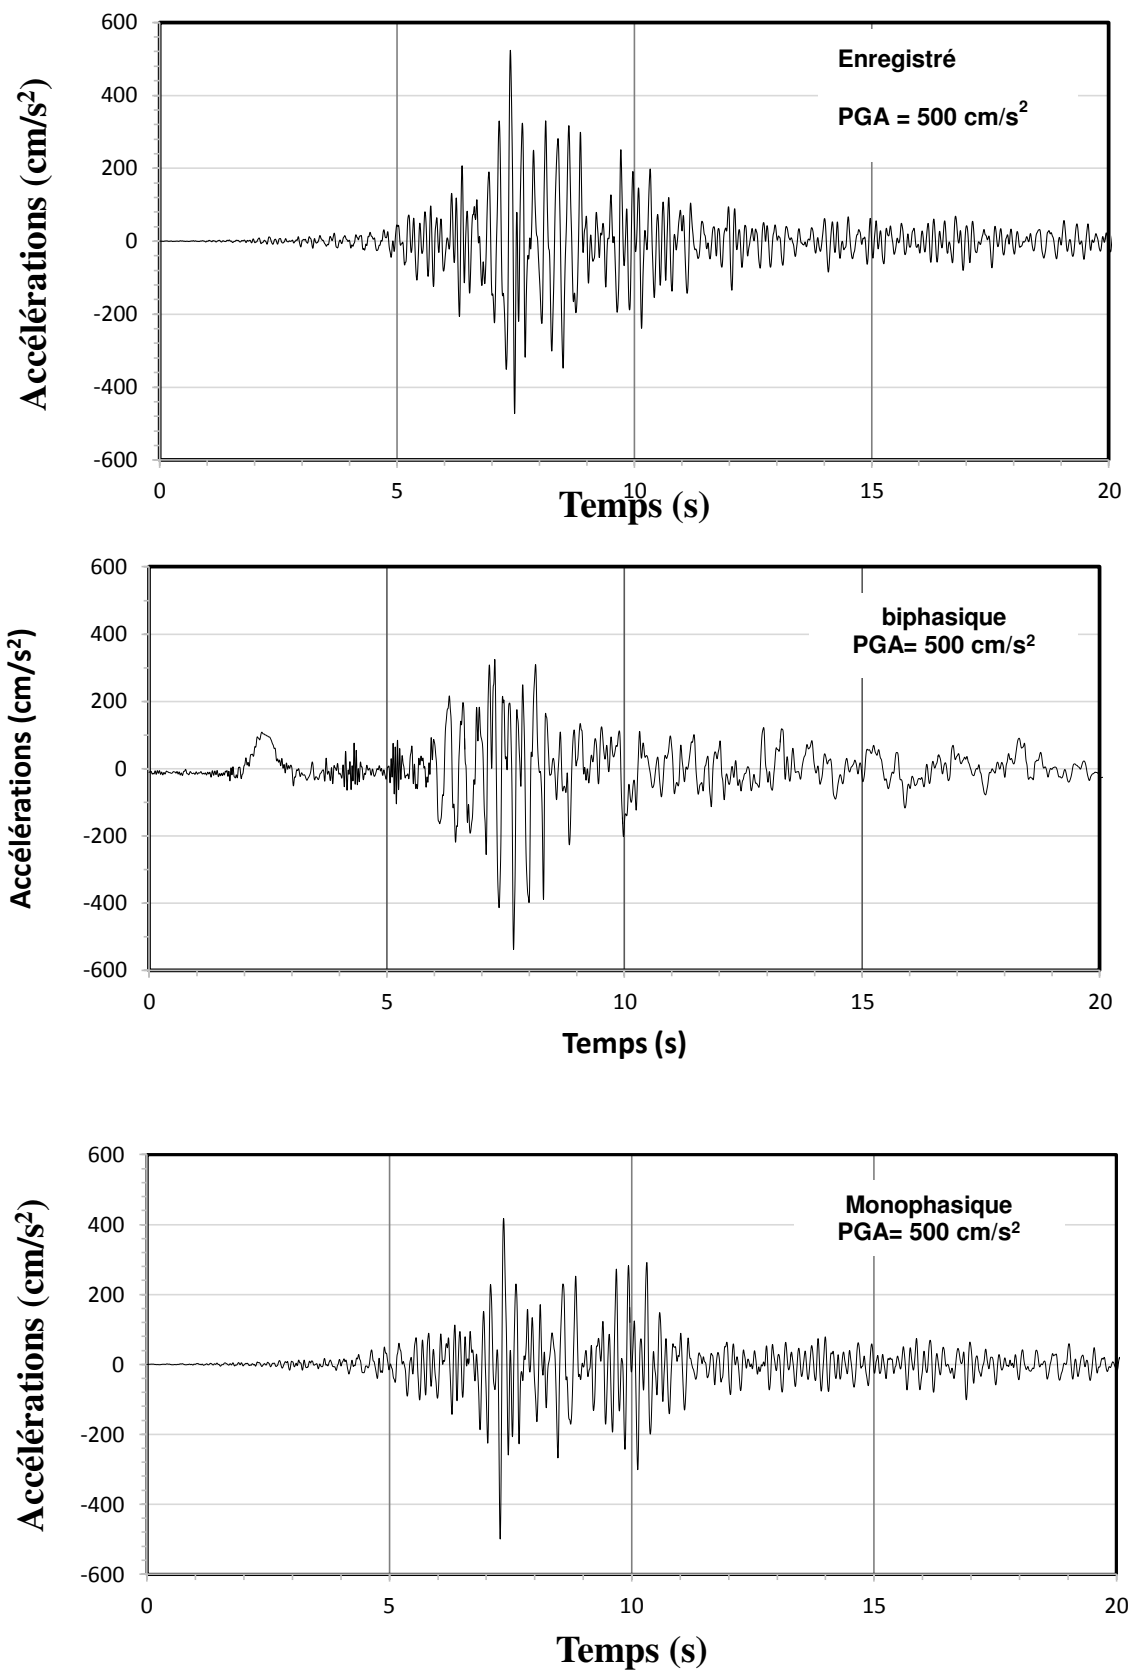 600
400
200
0
-200
-400
-600
Accélérations (cm/s²)
Enregistré
PGA = 500 cm/s²
0 5 10 15 20
Temps (s)
600
400
200
0
-200
-400
-600
Accélérations (cm/s²)
biphasique
PGA= 500 cm/s²
0 5 10 15 20
Temps (s)
600
400
200
0
-200
-400
-600
Accélérations (cm/s²)
Monophasique
PGA= 500 cm/s²
0 5 10 15 20
Temps (s)